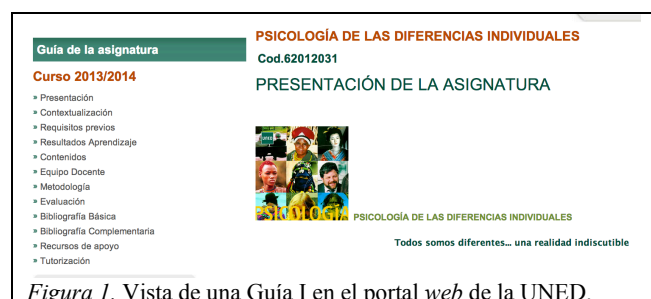 Guía de la asignatura
Curso 2013/2014
» Presentación
» Contextualización
» Requisitos previos
» Resultados Aprendizaje
» Contenidos
» Equipo Docente
» Metodología
» Evaluación
» Bibliografía Básica
» Bibliografía Complementaria
» Recursos de apoyo
» Tutorización
PSICOLOGÍA DE LAS DIFERENCIAS INDIVIDUALES
Cod.62012031
PRESENTACIÓN DE LA ASIGNATURA
UNED
PSICOLOGÍA
PSICOLOGÍA DE LAS DIFERENCIAS INDIVIDUALES
Todos somos diferentes... una realidad indiscutible
Figura 1. Vista de una Guía I en el portal web de la UNED.